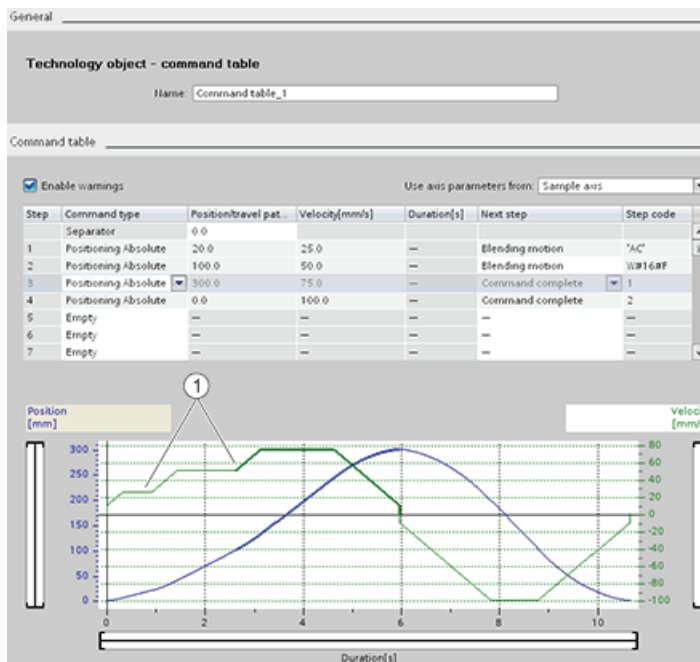 General
Technology object - command table
Name: Command table_1
Command table
Enable warnings Use axis parameters from: Sample axis
Step Command type Position/travel pat... Velocity[mm/s] Duration[s] Next step Step code
Separator 0.0
1 Positioning Absolute 20.0 25.0 — Blending motion "AC"
2 Positioning Absolute 100.0 50.0 — Blending motion W#16#F
3 Positioning Absolute 300.0 75.0 — Command complete 1
4 Positioning Absolute 0.0 100.0 — Command complete 2
5 Empty — — — — —
6 Empty — — — — —
7 Empty — — — — —
1
Position
[mm]
[mm/
300 80
250 60
200 40
150 20
100 0
50 -20
0 -40
-60
-80
-100
0 2 4 6 8 10
Duration[s]